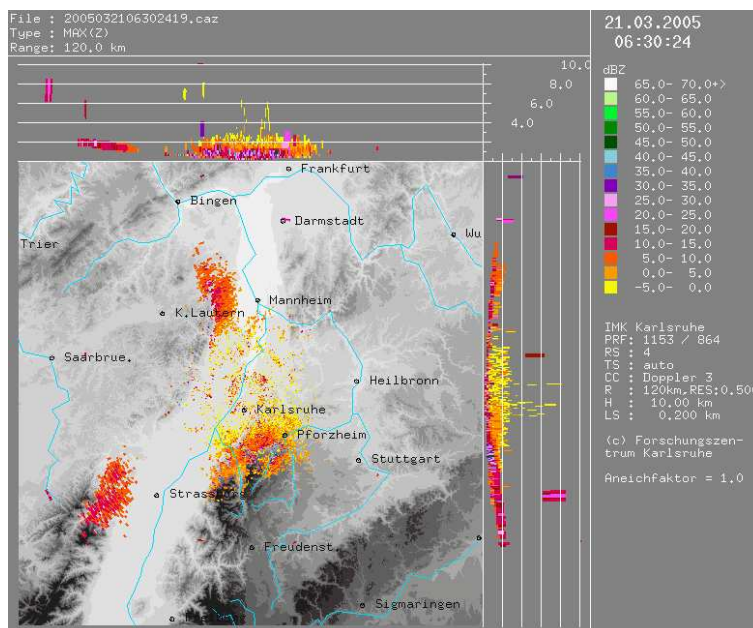 File : 2005032106302419.caz
Type : MAX(Z)
Range: 120.0 km
21.03.2005
06:30:24
10.0
8.0
6.0
4.0
dBZ
65.0- 70.0+>
60.0- 65.0
55.0- 60.0
50.0- 55.0
45.0- 50.0
40.0- 45.0
35.0- 40.0
30.0- 35.0
25.0- 30.0
20.0- 25.0
15.0- 20.0
10.0- 15.0
5.0- 10.0
0.0- 5.0
-5.0- 0.0
Frankfurt
Bingen
Darmstadt
Trier
Wu
Mannheim
K.Lautern
Saarbrue.
Heilbronn
Karlsruhe
Pforzheim
Stuttgart
Freudenst.
Sigmaringen
IMK Karlsruhe
PRF: 1153 / 864
RS : 4
TS : auto
CC : Doppler 3
R : 120km,RES:0.50
H : 10.00 km
LS : 0.200 km
(c) Forschungszen-
trum Karlsruhe
Aneichfaktor = 1.0